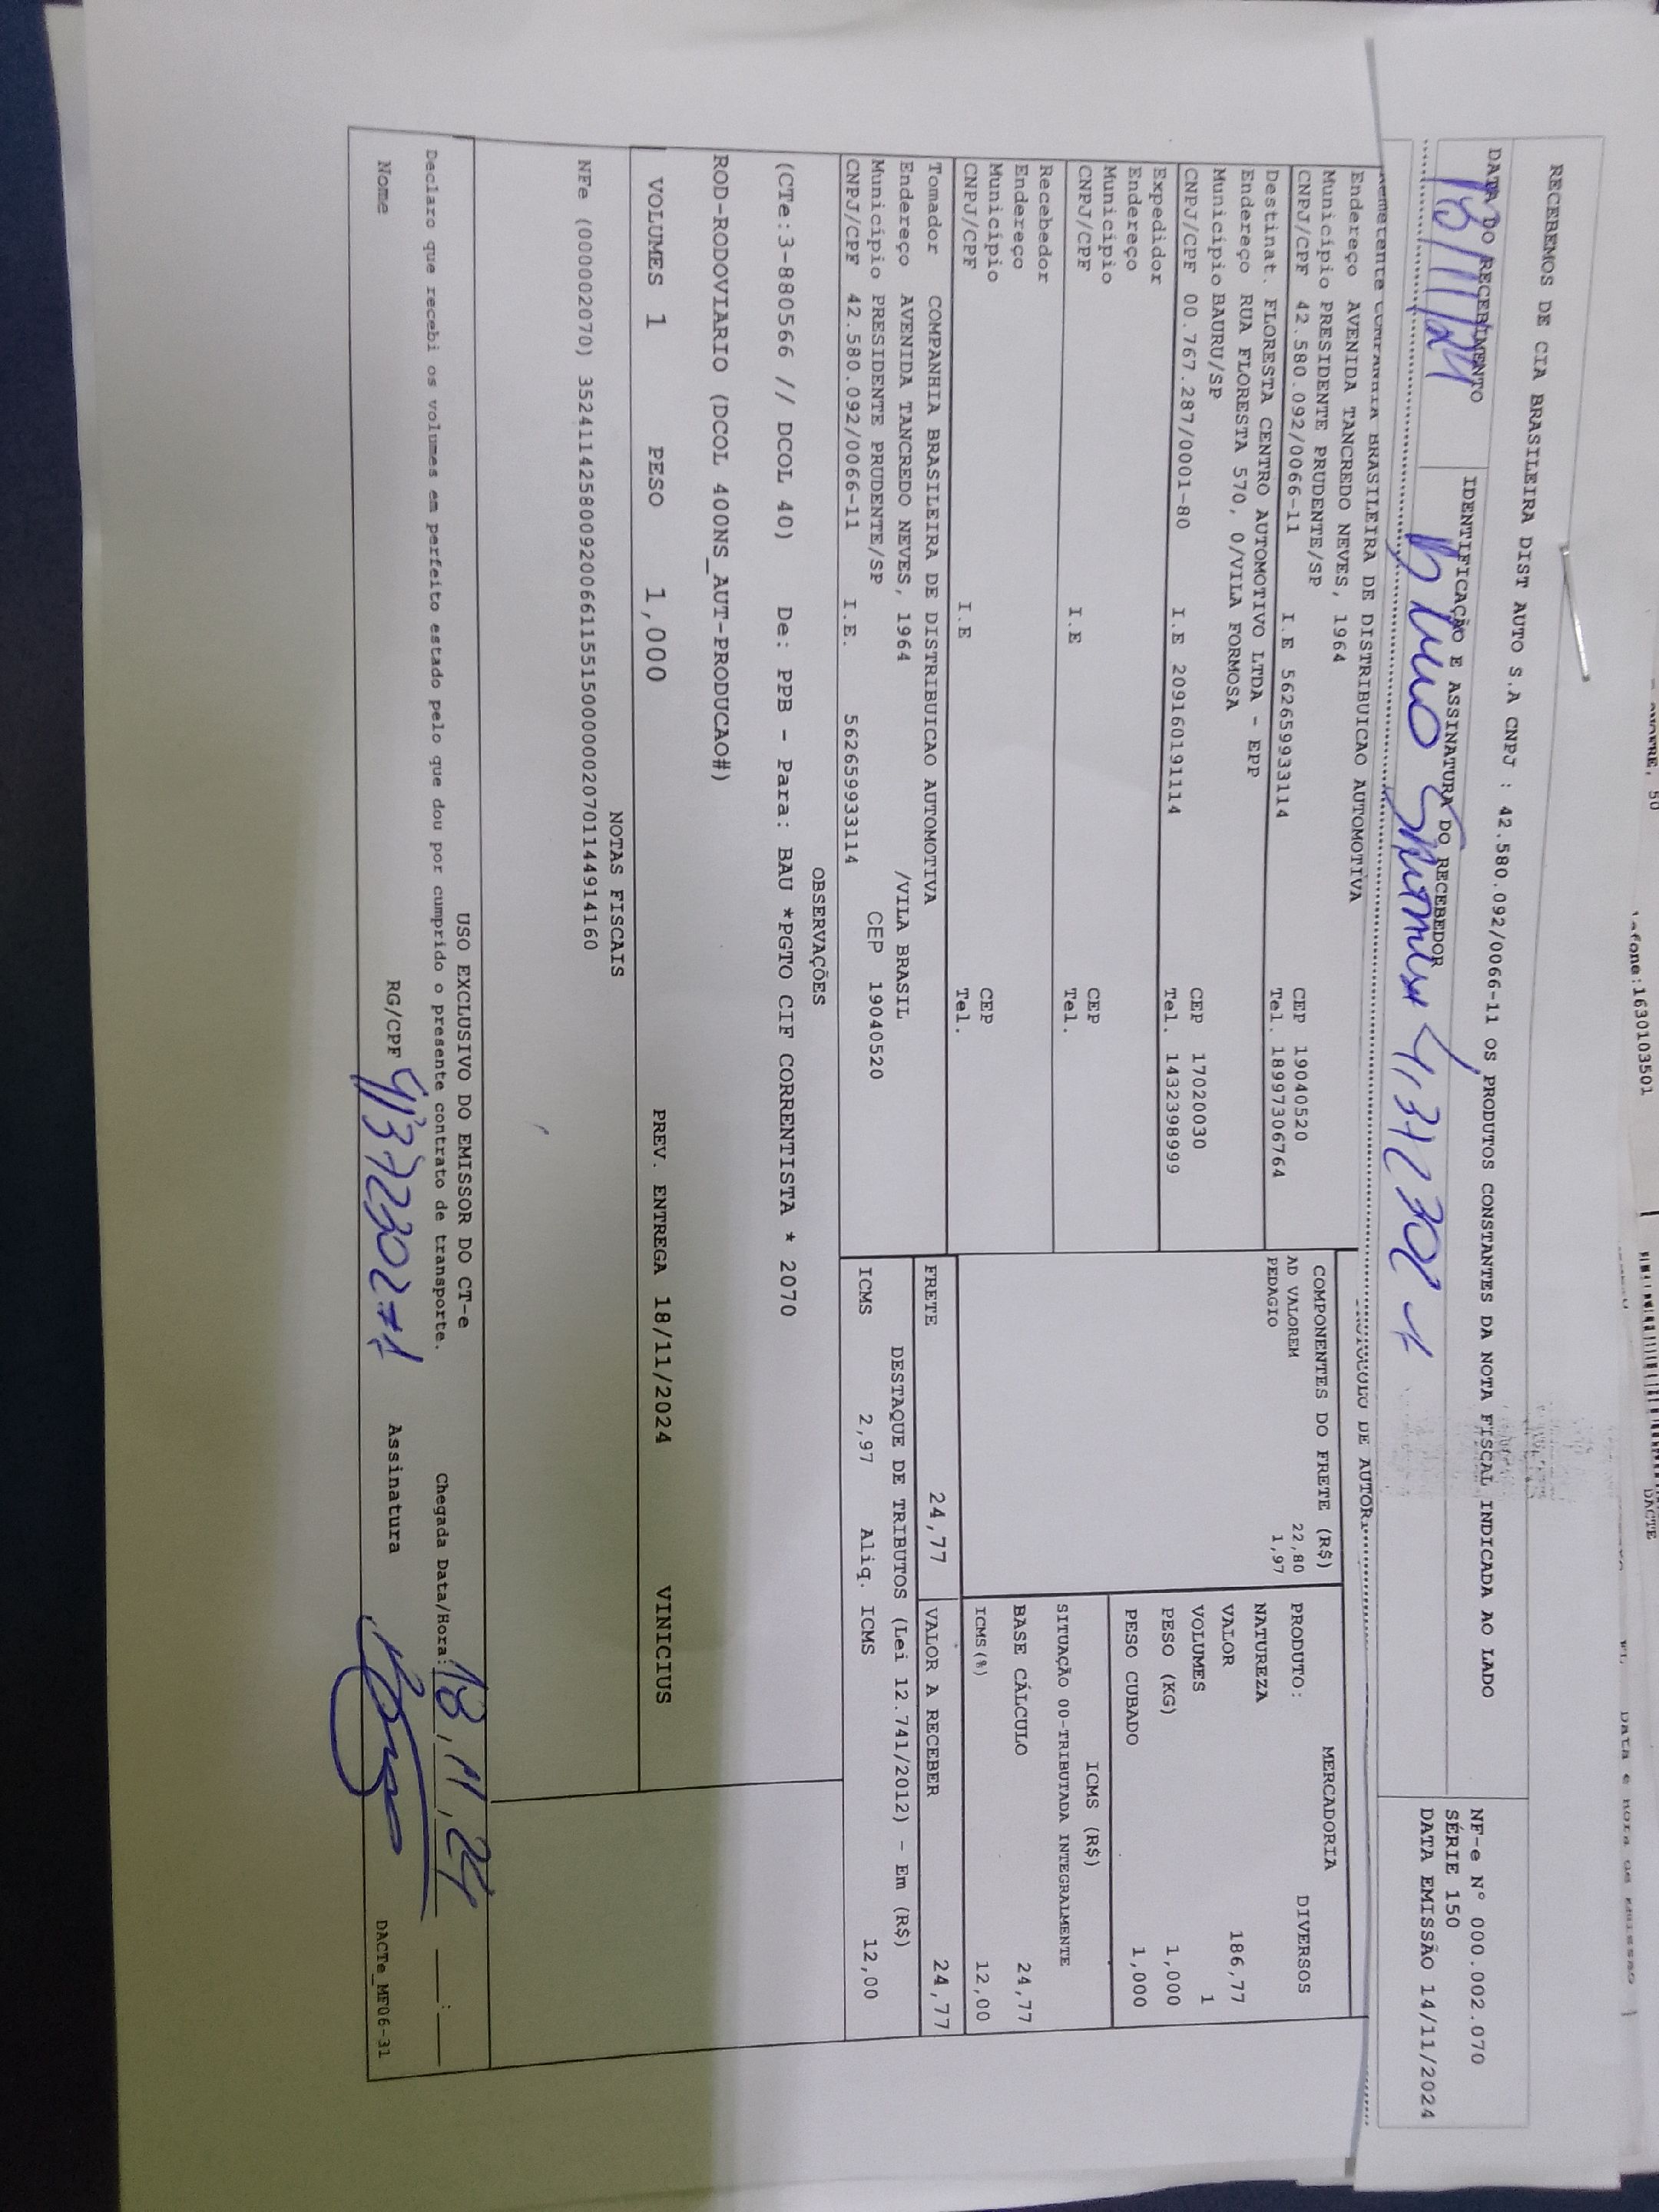 RECEBEMOS DE CIA BRASILEIRA DIST AUTO S.A CNPJ : 42.580.092/0066-11 OS PRODUTOS CONSTANTES DA NOTA FISCAL INDICADA AO LADO
DATA DO RECEBIMENTO
18/11/24
IDENTIFICAÇÃO E ASSINATURA DO RECEBEDOR
Bruno
NF-e N° 000.002.070
SÉRIE 150
DATA EMISSÃO 14/11/2024
BRASILEIRA DE DISTRIBUICAO AUTOMOTIVA
Endereço AVENIDA TANCREDO NEVES, 1964
Município PRESIDENTE PRUDENTE/SP CEP 19040520
CNPJ/CPF 42.580.092/0066-11 I.E 562659933114 Tel. 18997306764
Destinat. FLORESTA CENTRO AUTOMOTIVO LTDA - EPP
Endereço RUA FLORESTA 570, 0/VILA FORMOSA
Município BAURU/SP CEP 17020030
CNPJ/CPF 00.767.287/0001-80 I.E 209160191114 Tel. 1432398999
Expedidor
Endereço
Município CEP
CNPJ/CPF I.E Tel.
Recebedor
Endereço
Município CEP
CNPJ/CPF I.E Tel.
Tomador COMPANHIA BRASILEIRA DE DISTRIBUICAO AUTOMOTIVA
Endereço AVENIDA TANCREDO NEVES, 1964 /VILA BRASIL
Município PRESIDENTE PRUDENTE/SP CEP 19040520
CNPJ/CPF 42.580.092/0066-11 I.E. 562659933114
COMPONENTES DO FRETE (R$)
AD VALOREM 22,80
PEDAGIO 1,97
FRETE 24,77
MERCADORIA
PRODUTO: DIVERSOS
NATUREZA
VALOR 186,77
VOLUMES 1
PESO (KG) 1,000
PESO CUBADO 1,000
ICMS (R$)
SITUAÇÃO 00-TRIBUTADA INTEGRALMENTE
BASE CÁLCULO 24,77
ICMS(%) 12,00
VALOR A RECEBER 24,77
DESTAQUE DE TRIBUTOS (Lei 12.741/2012) - Em (R$)
ICMS 2,97 Aliq. ICMS 12,00
OBSERVAÇÕES
(CTe:3-880566 // DCOL 40) De: PPB - Para: BAU *PGTO CIF CORRENTISTA * 2070
ROD-RODOVIARIO (DCOL 400NS_AUT-PRODUCAO#)
VOLUMES 1 PESO 1,000 PREV. ENTREGA 18/11/2024 VINICIUS
NOTAS FISCAIS
NFe (000002070) 35241142580092006611551500000020701144914160
USO EXCLUSIVO DO EMISSOR DO CT-e
Declaro que recebi os volumes em perfeito estado pelo que dou por cumprido o presente contrato de transporte. Chegada Data/Hora: 18, 11, 24
Nome RG/CPF Assinatura DACTe_MF06-31